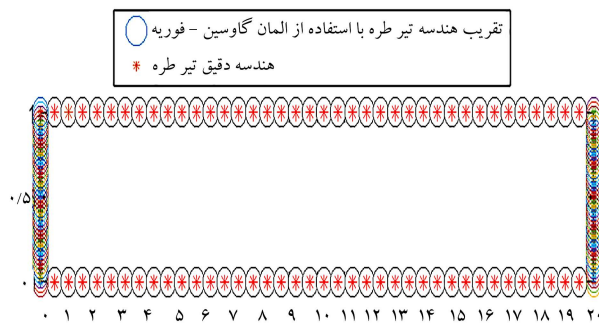 تقریب هندسه تیر طره با استفاده از المان گاوسین - فوریه
هندسه دقیق تیر طره
۱
۰/۵
۰
۰ ۱ ۲ ۳ ۴ ۵ ۶ ۷ ۸ ۹ ۱۰ ۱۱ ۱۲ ۱۳ ۱۴ ۱۵ ۱۶ ۱۷ ۱۸ ۱۹ ۲۰